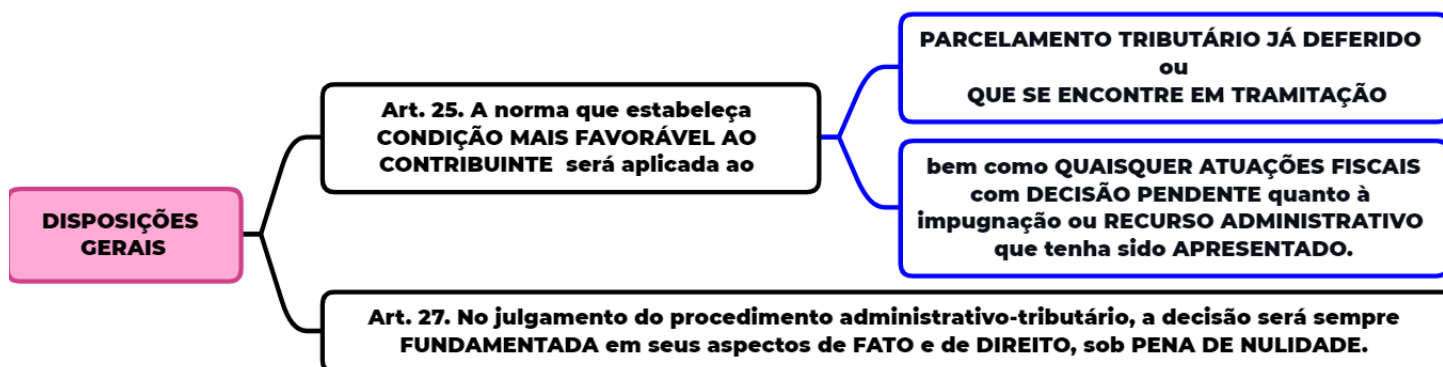 DISPOSIÇÕES
GERAIS
Art. 25. A norma que estabeleça
CONDIÇÃO MAIS FAVORÁVEL AO
CONTRIBUINTE será aplicada ao
PARCELAMENTO TRIBUTÁRIO JÁ DEFERIDO
ou
QUE SE ENCONTRE EM TRAMITAÇÃO
bem como QUAISQUER ATUAÇÕES FISCAIS
com DECISÃO PENDENTE quanto à
impugnação ou RECURSO ADMINISTRATIVO
que tenha sido APRESENTADO.
Art. 27. No julgamento do procedimento administrativo-tributário, a decisão será sempre
FUNDAMENTADA em seus aspectos de FATO e de DIREITO, sob PENA DE NULIDADE.